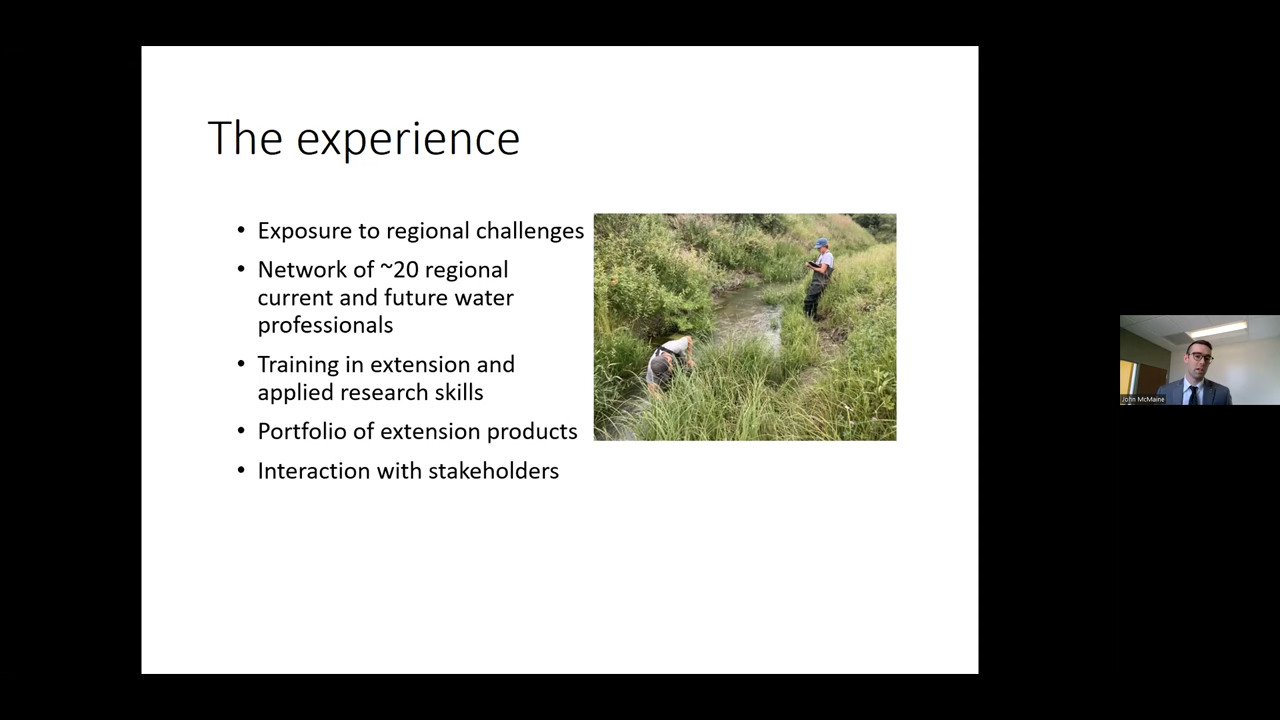 The experience
• Exposure to regional challenges
• Network of ~20 regional
current and future water
professionals
• Training in extension and
applied research skills
• Portfolio of extension products
• Interaction with stakeholders
John McMaine